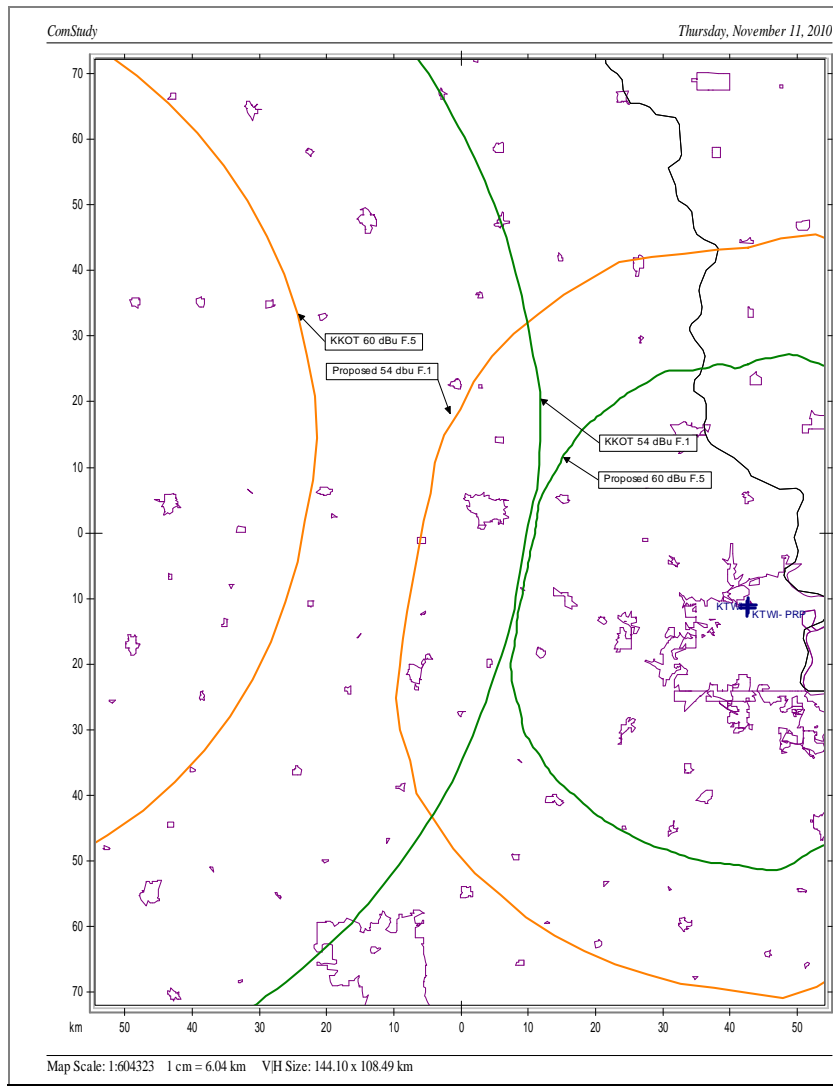 ComStudy
Thursday, November 11, 2010
70
60
50
40
30
20
10
0
10
20
30
40
50
60
70
KKOT 60 dBu F.5
Proposed 54 dbu F.1
KKOT 54 dBu F.1
Proposed 60 dBu F.5
KTW
KTWI- PRP
km
50
40
30
20
10
0
10
20
30
40
50
Map Scale: 1:604323 1 cm = 6.04 km V|H Size: 144.10 x 108.49 km